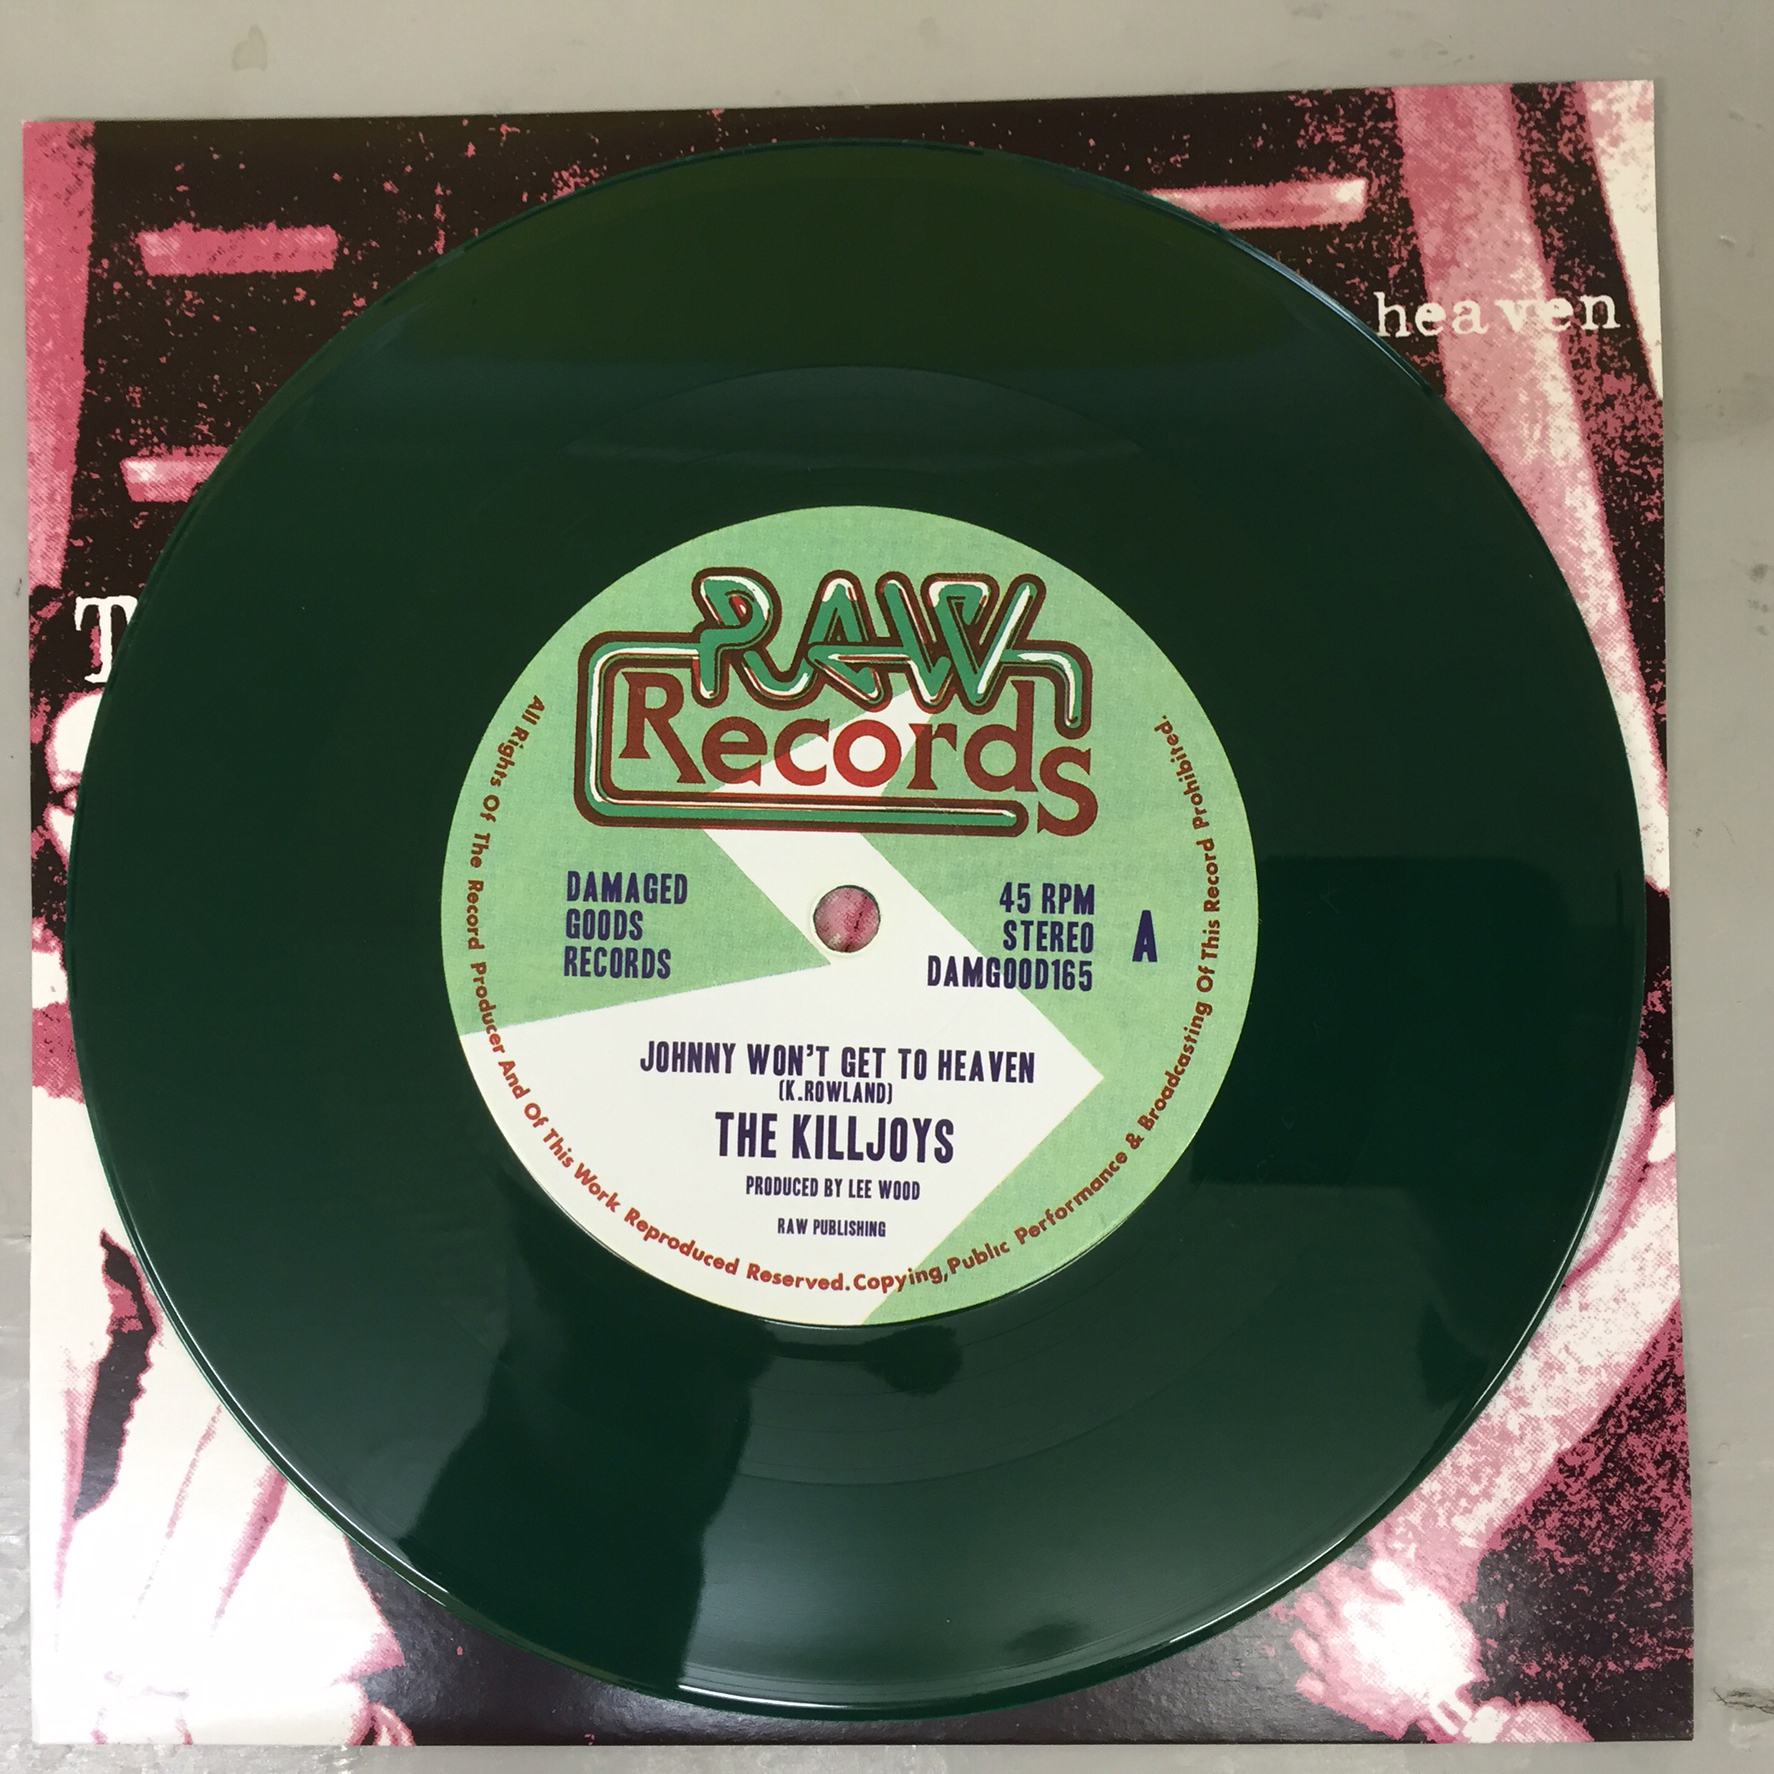 heaven
T
RAW
Records
DAMAGED
GOODS
RECORDS
45 RPM
STEREO
DAMGOOD165
A
JOHNNY WON'T GET TO HEAVEN
(K.ROWLAND)
THE KILLJOYS
PRODUCED BY LEE WOOD
RAW PUBLISHING
All Rights Of The Record Producer And Of This Work Reproduced Reserved.Copying,Public Performance & Broadcasting Of This Record Prohibited.